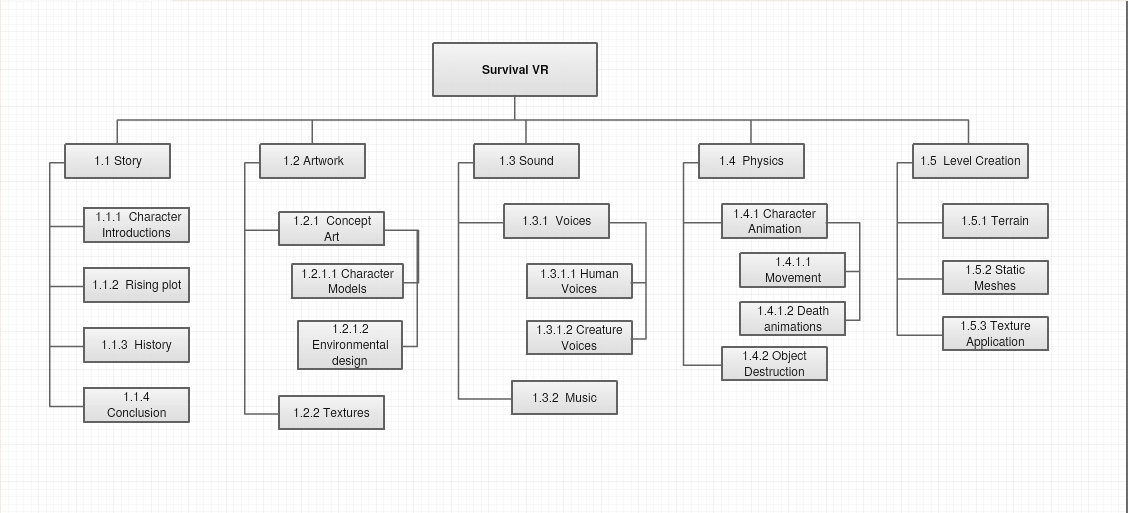 Survival VR
1.1 Story
1.1.1 Character
Introductions
1.1.2 Rising plot
1.1.3 History
1.1.4
Conclusion
1.2 Artwork
1.2.1 Concept
Art
1.2.1.1 Character
Models
1.2.1.2
Environmental
design
1.2.2 Textures
1.3 Sound
1.3.1 Voices
1.3.1.1 Human
Voices
1.3.1.2 Creature
Voices
1.3.2 Music
1.4 Physics
1.4.1 Character
Animation
1.4.1.1
Movement
1.4.1.2 Death
animations
1.4.2 Object
Destruction
1.5 Level Creation
1.5.1 Terrain
1.5.2 Static
Meshes
1.5.3 Texture
Application